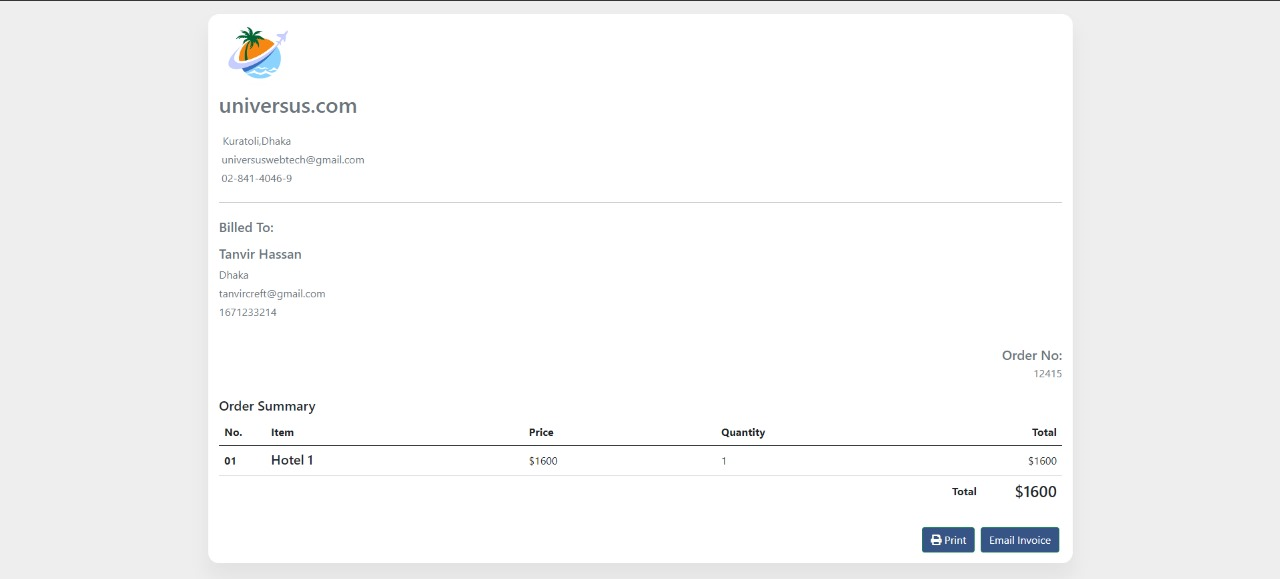 universus.com
Kuratoli,Dhaka
universuswebtech@gmail.com
02-841-4046-9
Billed To:
Tanvir Hassan
Dhaka
tanvircreft@gmail.com
1671233214
Order No:
12415
Order Summary
No. Item Price Quantity Total
01 Hotel 1 $1600 1 $1600
Total $1600
Print Email Invoice